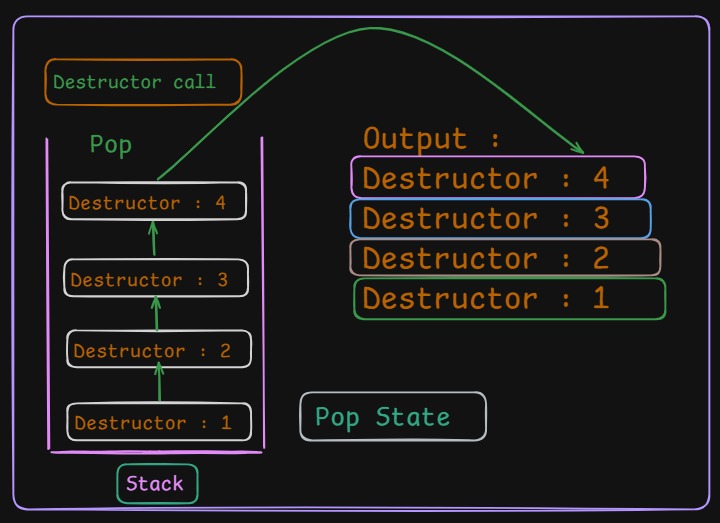 Destructor call
Pop
Destructor : 4
Destructor : 3
Destructor : 2
Destructor : 1
Stack
Output :
Destructor : 4
Destructor : 3
Destructor : 2
Destructor : 1
Pop State